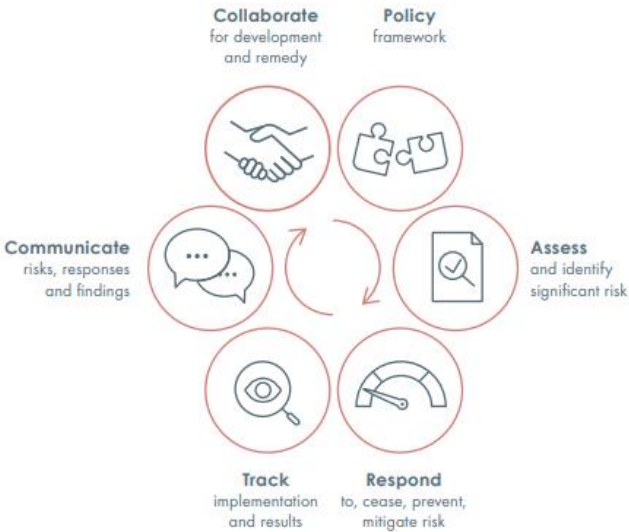 Collaborate
for development
and remedy
Policy
framework
Assess
and identify
significant risk
Respond
to, cease, prevent,
mitigate risk
Track
implementation
and results
Communicate
risks, responses
and findings